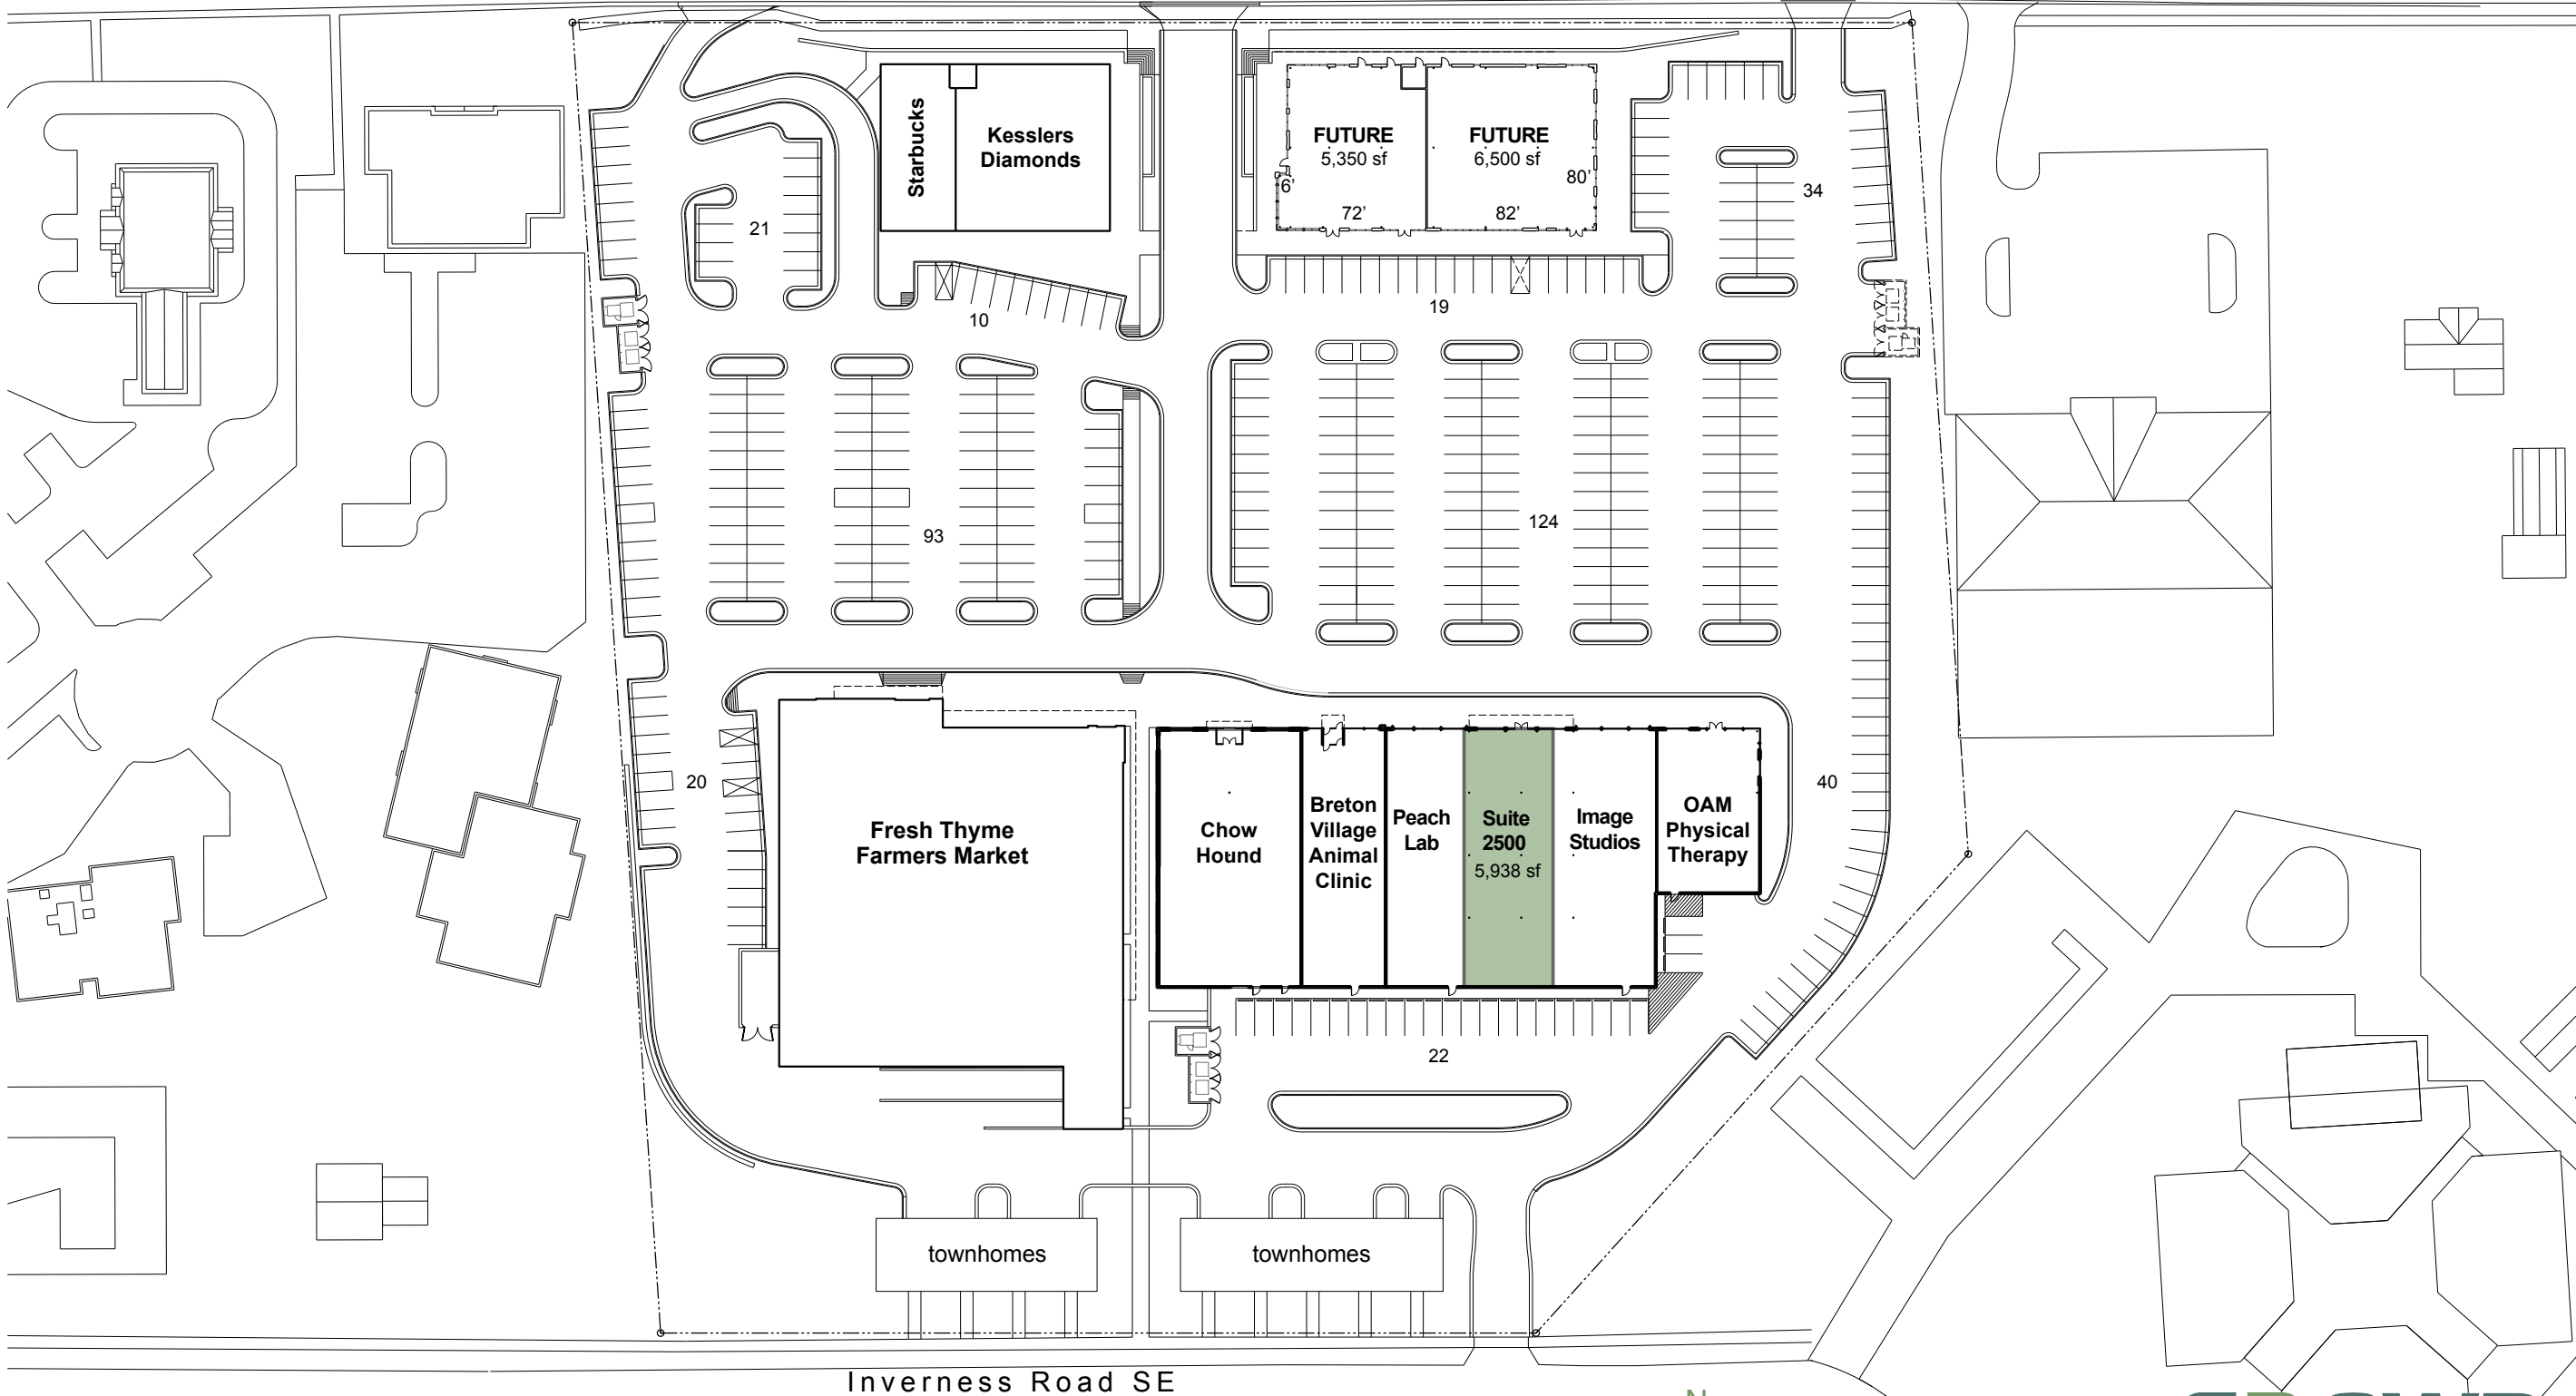 Starbucks
Kesslers
Diamonds
FUTURE
5,350 sf
FUTURE
6,500 sf
6'
80'
72'
82'
34
21
10
19
93
124
20
40
Fresh Thyme
Farmers Market
Chow
Hound
Breton
Village
Animal
Clinic
Peach
Lab
Suite
2500
5,938 sf
Image
Studios
OAM
Physical
Therapy
22
townhomes
townhomes
Inverness Road SE
N